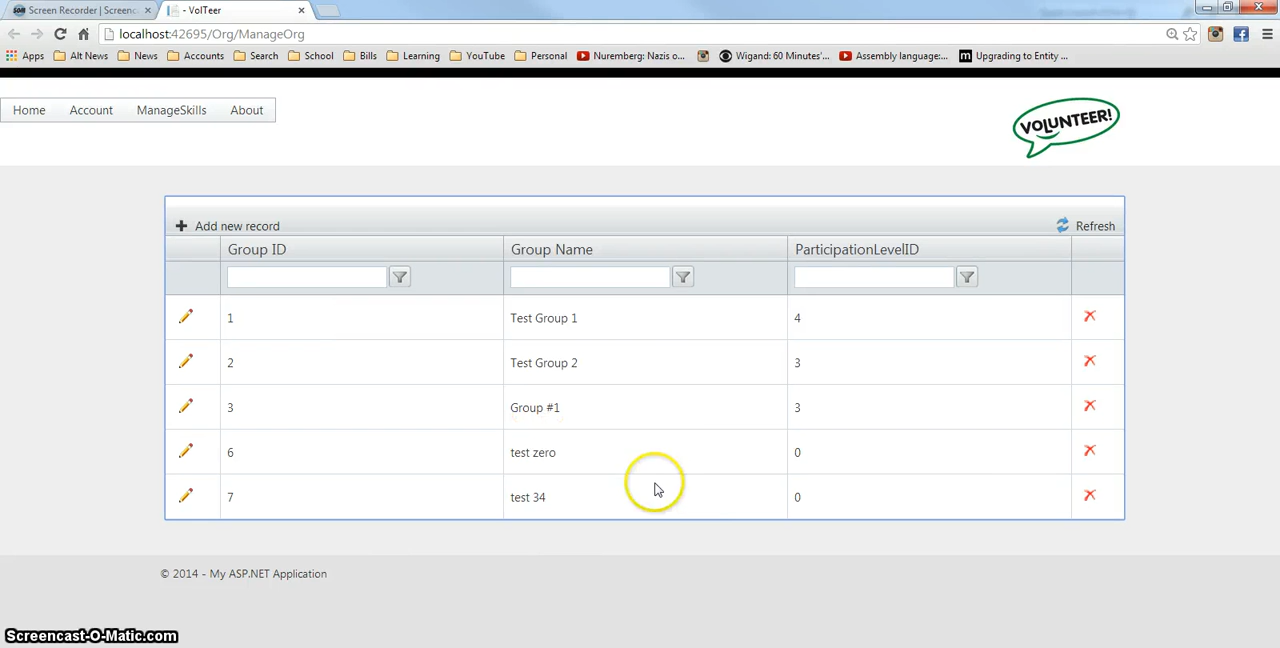 Screen Recorder | Screenc
- VolTeer
localhost:42695/Org/ManageOrg
Apps Alt News News Accounts Search School Bills Learning YouTube Personal Nuremberg: Nazis o... Wigand: 60 Minutes'... Assembly language:... Upgrading to Entity ...
Home Account ManageSkills About
VOLUNTEER!
Add new record Refresh
Group ID Group Name ParticipationLevelID
1 Test Group 1 4
2 Test Group 2 3
3 Group #1 3
6 test zero 0
7 test 34 0
© 2014 - My ASP.NET Application
Screencast-O-Matic.com